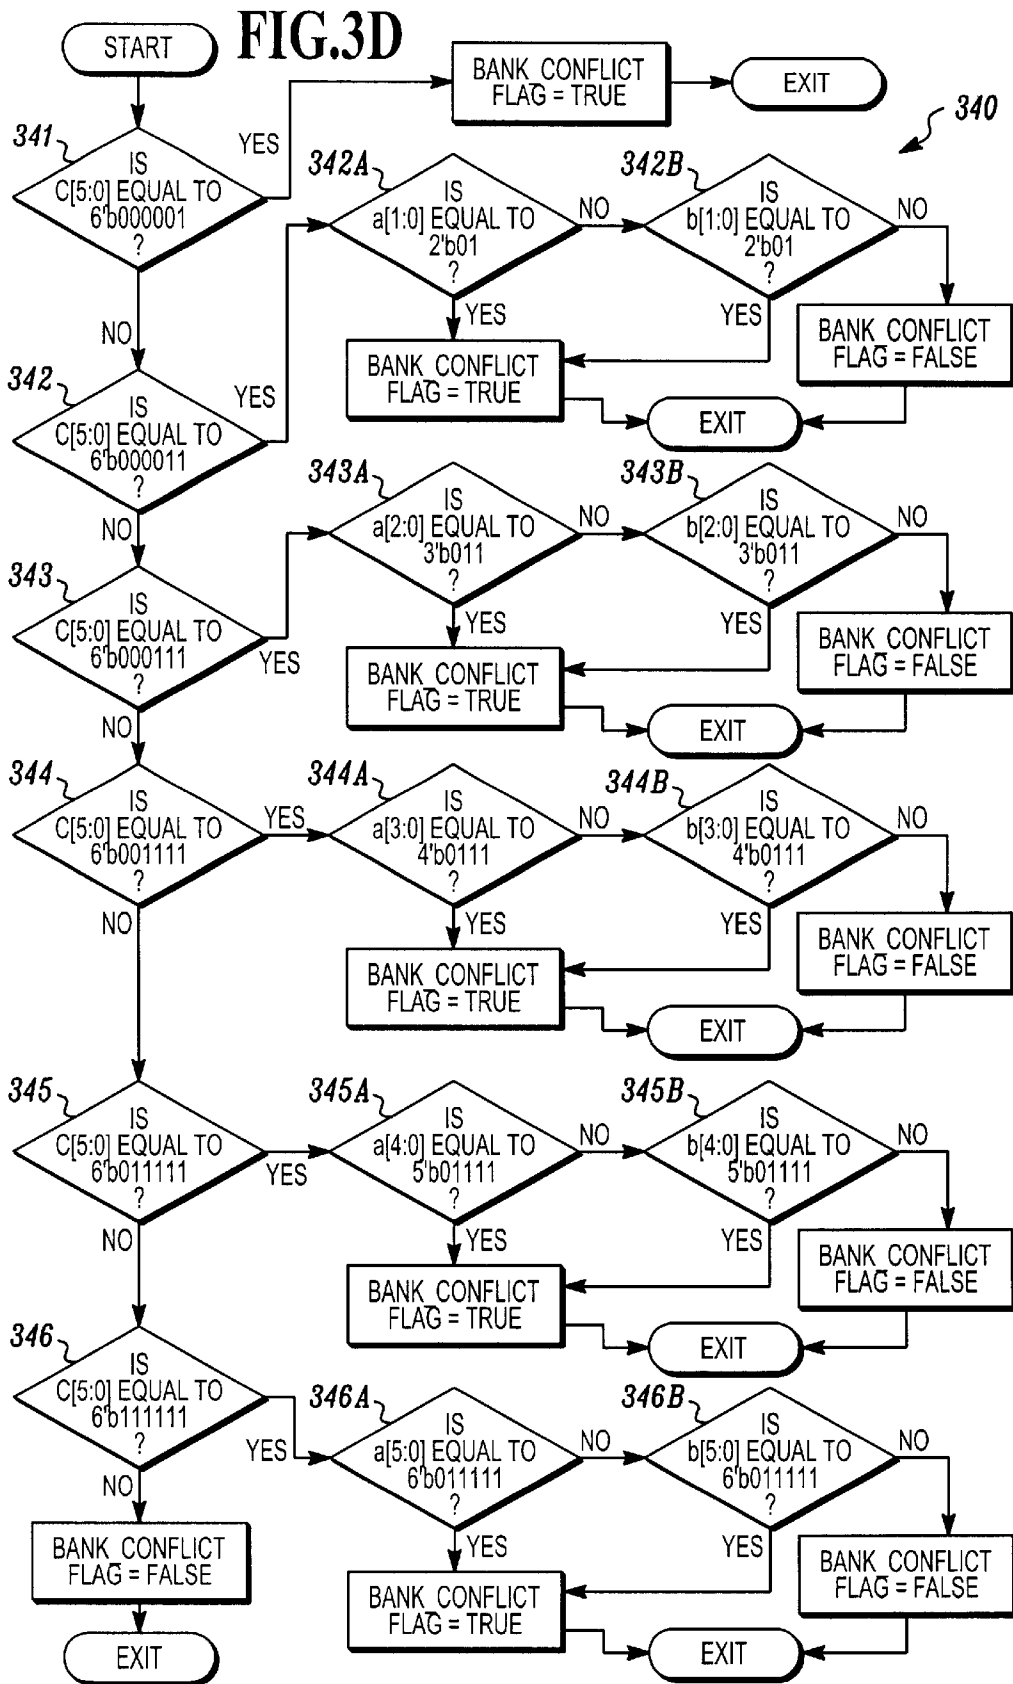 FIG.3D
START
BANK_CONFLICT
FLAG = TRUE
EXIT
340
341
IS
C[5:0] EQUAL TO
6'b000001
?
YES
NO
342
IS
C[5:0] EQUAL TO
6'b000011
?
YES
NO
342A
IS
a[1:0] EQUAL TO
2'b01
?
NO
YES
342B
IS
b[1:0] EQUAL TO
2'b01
?
NO
YES
BANK_CONFLICT
FLAG = TRUE
BANK_CONFLICT
FLAG = FALSE
EXIT
343
IS
C[5:0] EQUAL TO
6'b000111
?
YES
NO
343A
IS
a[2:0] EQUAL TO
3'b011
?
NO
YES
343B
IS
b[2:0] EQUAL TO
3'b011
?
NO
YES
BANK_CONFLICT
FLAG = TRUE
BANK_CONFLICT
FLAG = FALSE
EXIT
344
IS
C[5:0] EQUAL TO
6'b001111
?
YES
NO
344A
IS
a[3:0] EQUAL TO
4'b0111
?
NO
YES
344B
IS
b[3:0] EQUAL TO
4'b0111
?
NO
YES
BANK_CONFLICT
FLAG = TRUE
BANK_CONFLICT
FLAG = FALSE
EXIT
345
IS
C[5:0] EQUAL TO
6'b011111
?
YES
NO
345A
IS
a[4:0] EQUAL TO
5'b01111
?
NO
YES
345B
IS
b[4:0] EQUAL TO
5'b01111
?
NO
YES
BANK_CONFLICT
FLAG = TRUE
BANK_CONFLICT
FLAG = FALSE
EXIT
346
IS
C[5:0] EQUAL TO
6'b111111
?
YES
NO
346A
IS
a[5:0] EQUAL TO
6'b011111
?
NO
YES
346B
IS
b[5:0] EQUAL TO
6'b011111
?
NO
YES
BANK_CONFLICT
FLAG = TRUE
BANK_CONFLICT
FLAG = FALSE
EXIT
BANK_CONFLICT
FLAG = FALSE
EXIT